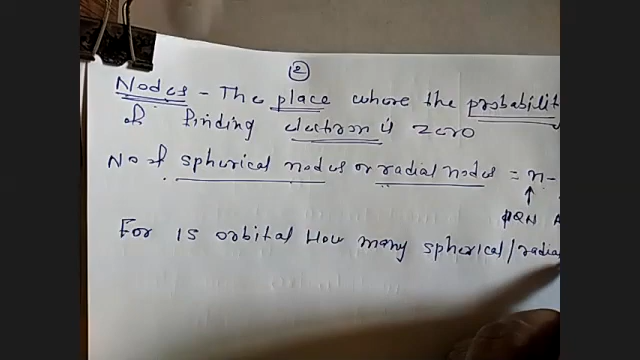 2
Nodes - The place where the probabilit
of finding electron is zero
No of spherical nodes or radial nodes = n-
PQN A
For 1s orbital How many spherical/radia